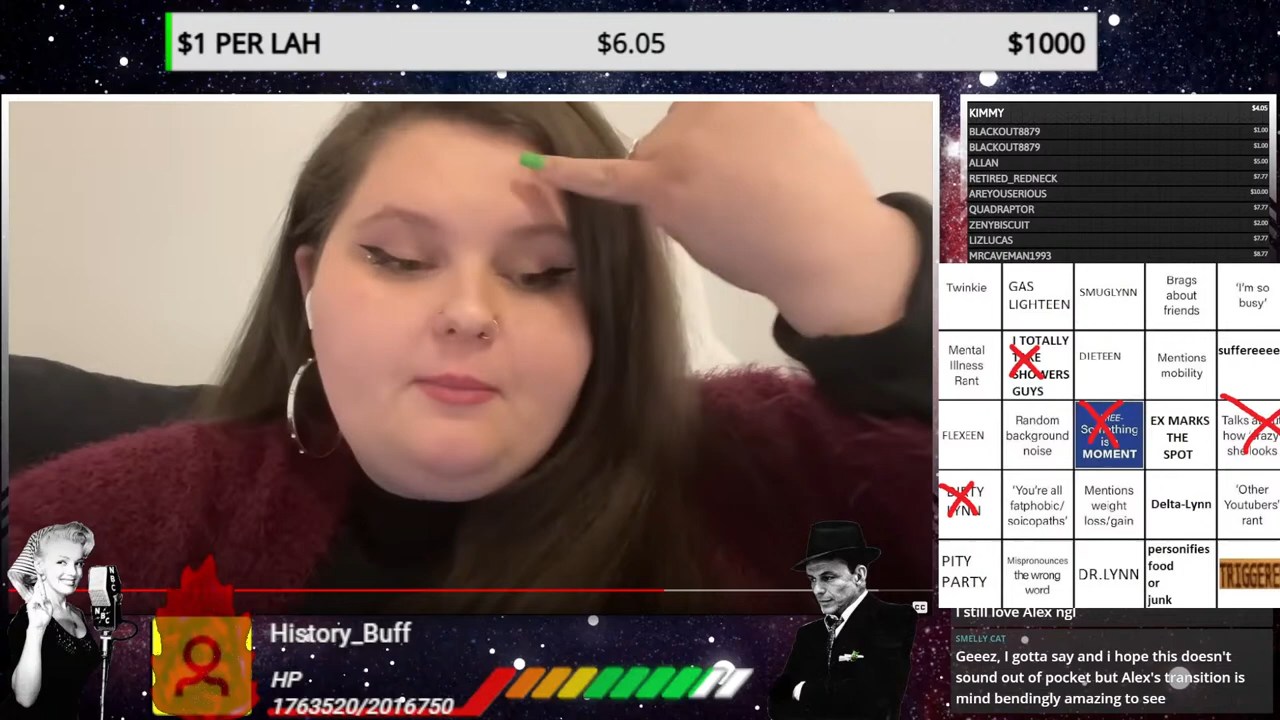 $1 PER LAH
$6.05
$1000
KIMMY $4.05
BLACKOUT8879 $1.00
BLACKOUT8879 $1.00
ALLAN $5.00
RETIRED_REDNECK $7.77
AREYOUSERIOUS $10.00
QUADRAPTOR $7.77
ZENYBISCUIT $2.00
LIZLUCAS $7.77
MRCAVEMAN1993 $8.77
Twinkie
GAS
LIGHTEEN
SMUGLYNN
Brags
about
friends
'I'm so
busy'
Mental
Illness
Rant
I TOTALLY
SHOWERS
GUYS
DIETEEN
Mentions
mobility
suffereeee
FLEXEEN
Random
background
noise
Something
is
MOMENT
EX MARKS
THE
SPOT
Talks
how
she looks
DIRTY
LYNN
'You're all
fatphobic/
soicopaths'
Mentions
weight
loss/gain
Delta-Lynn
'Other
Youtubers'
rant
PITY
PARTY
Mispronounces
the wrong
word
DR.LYNN
personifies
food
or
junk
TRIGGERE
NBC
NBC
CC
History_Buff
HP
1763520/2016750
I still love Alex ngl
SMELLY CAT
Geeez, I gotta say and i hope this doesn't
sound out of pocket but Alex's transition is
mind bendingly amazing to see